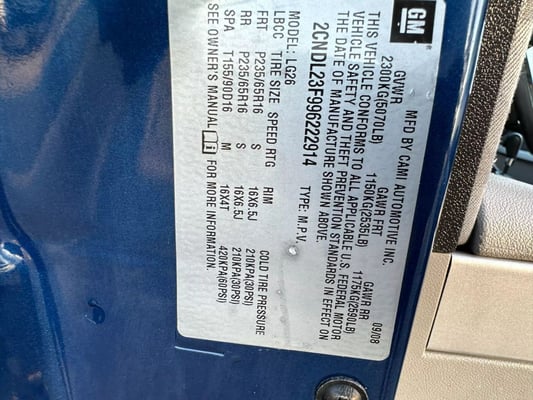 GM
MFD BY CAMI AUTOMOTIVE INC. 09/08
GVWR GAWR FRT GAWR RR
2300KG(5070LB) 1150KG(2535LB) 1175KG(2590LB)
THIS VEHICLE CONFORMS TO ALL APPLICABLE U.S. FEDERAL MOTOR
VEHICLE SAFETY AND THEFT PREVENTION STANDARDS IN EFFECT ON
THE DATE OF MANUFACTURE SHOWN ABOVE.
2CNDL23F996222914 TYPE: M.P.V.
MODEL: LG26
LBCC TIRE SIZE SPEED RTG RIM COLD TIRE PRESSURE
FRT P235/65R16 S 16X6.5J 210KPA(30PSI)
RR P235/65R16 S 16X6.5J 210KPA(30PSI)
SPA T155/90D16 M 16X4T 420KPA(60PSI)
SEE OWNER'S MANUAL